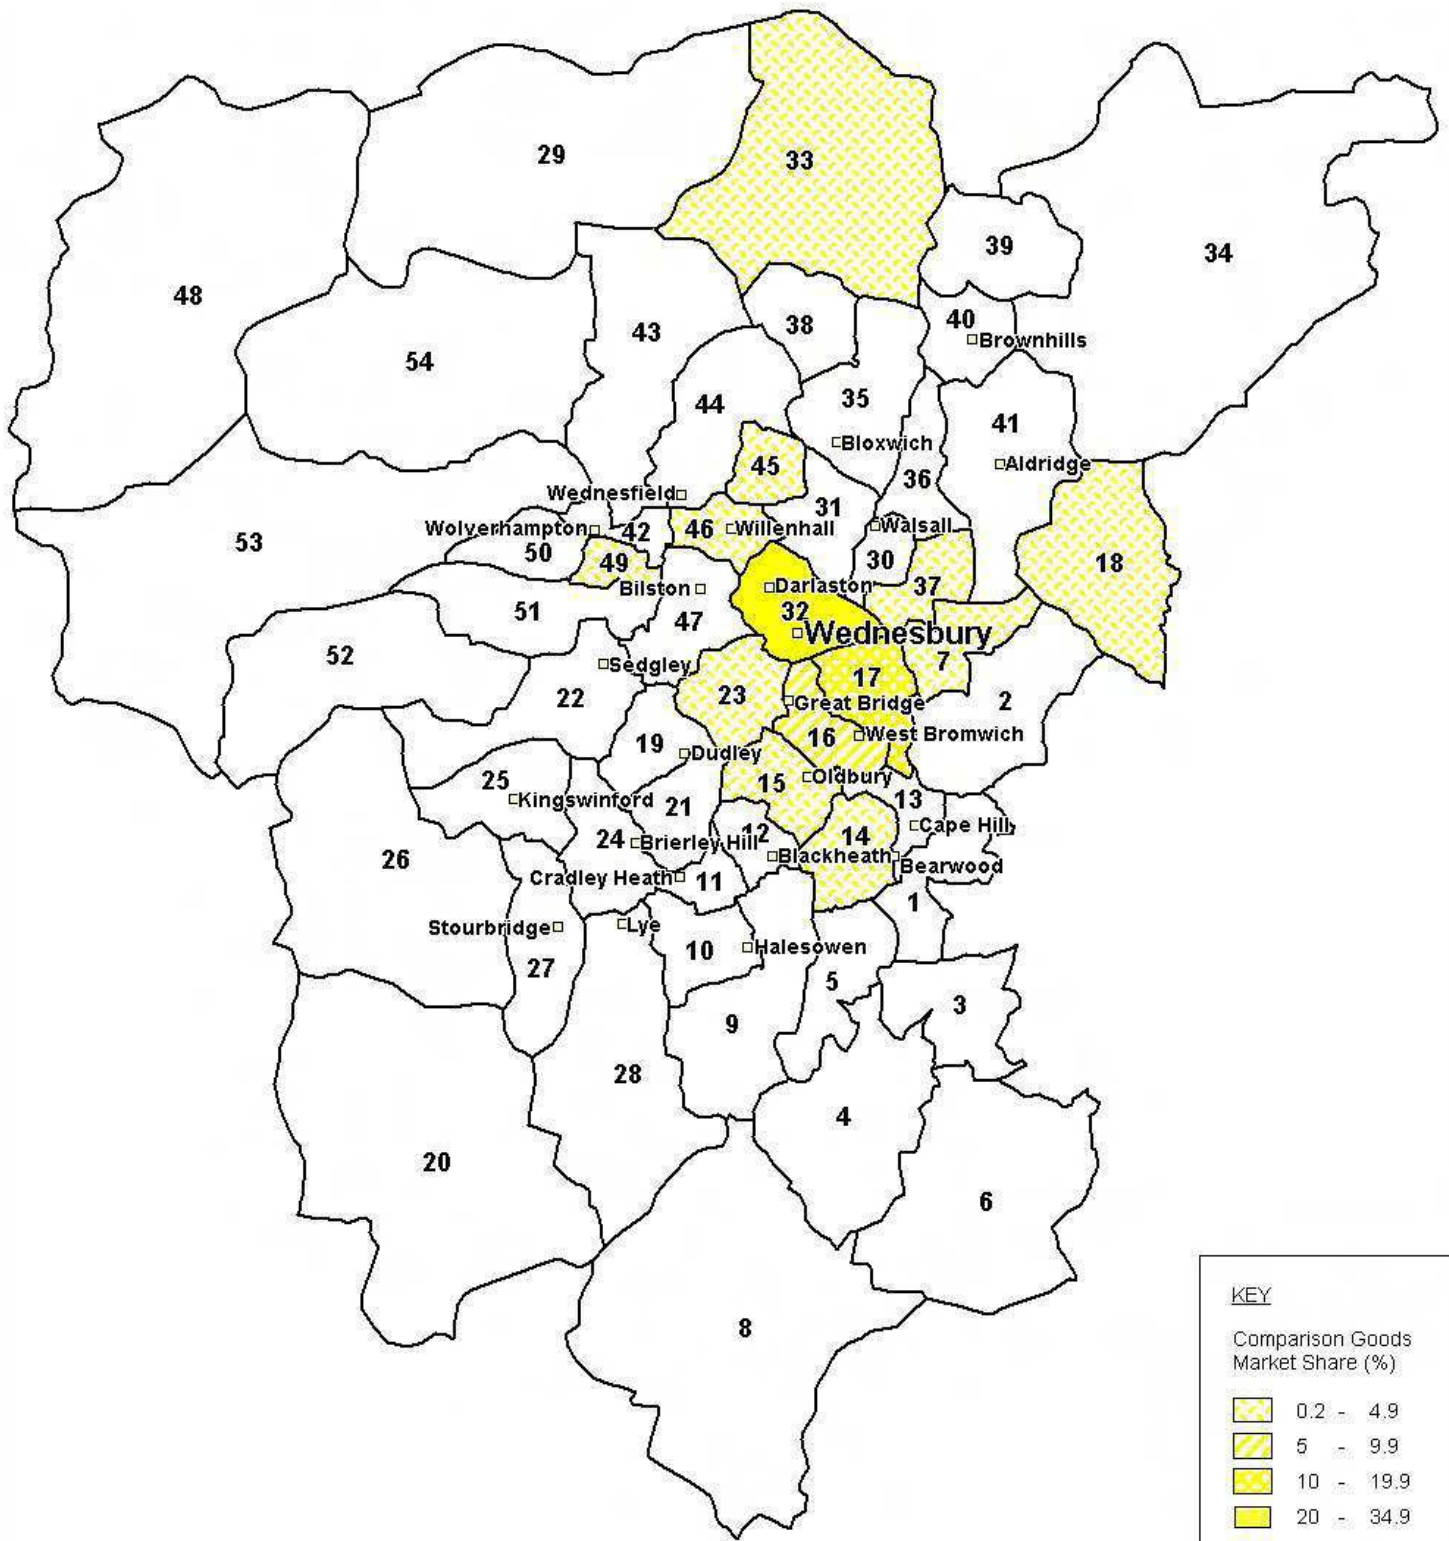 29
33
34
39
48
43
38
40
Brownhills
54
44
35
41
Bloxwich
Aldridge
45
36
Wednesfield
31
Wolverhampton
42
46
Willenhall
Walsall
53
50
49
30
18
Bilston
Darlaston
37
51
47
32
Wednesbury
52
Sedgley
7
22
23
17
2
Great Bridge
19
16
West Bromwich
Dudley
25
15
Oldbury
Kingswinford
21
13
26
24
Brierley Hill
12
14
Cape Hill
Blackheath
Bearwood
Cradley Heath
11
1
Stourbridge
Lye
10
Halesowen
27
5
3
9
28
4
20
6
8
KEY
Comparison Goods
Market Share (%)
0.2 - 4.9
5 - 9.9
10 - 19.9
20 - 34.9